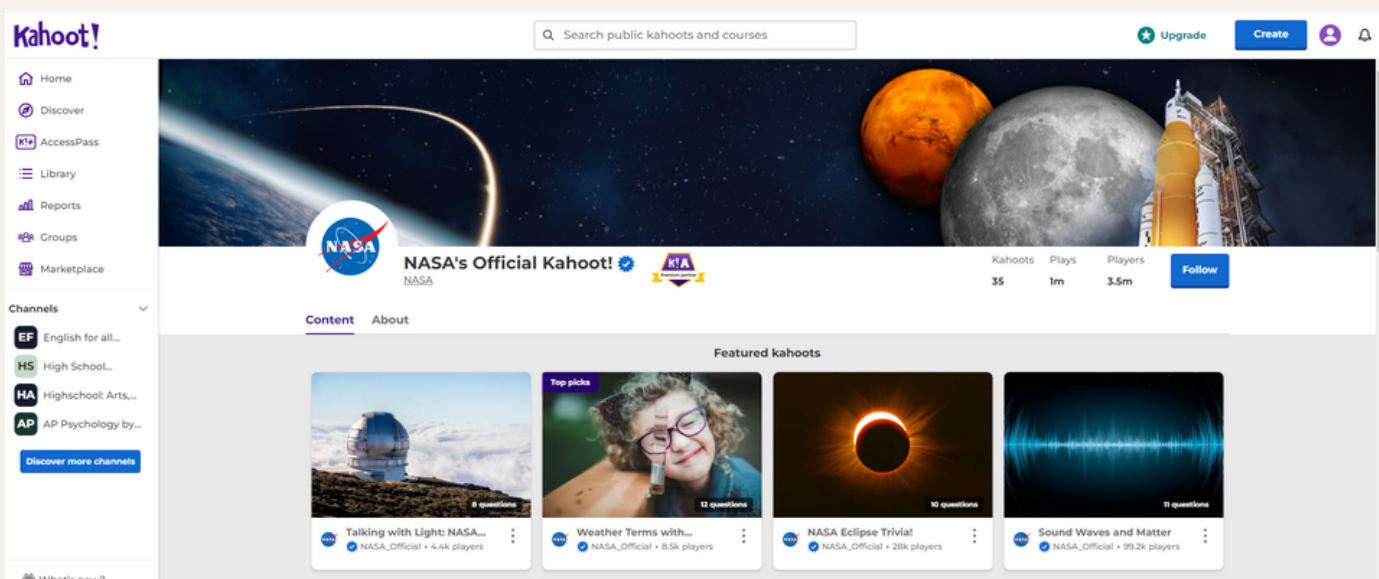 Kahoot!
Search public kahoots and courses
Upgrade
Create
Home
Discover
K!+ AccessPass
Library
Reports
Groups
Marketplace
Channels
EF English for all...
HS High School...
HA Highschool: Arts,...
AP AP Psychology by...
Discover more channels
What's new?
NASA
NASA's Official Kahoot!
K!A
Premium partner
NASA
Kahoots Plays Players
35 1m 3.5m
Follow
Content About
Featured kahoots
8 questions
Talking with Light: NASA...
NASA_Official • 4.4k players
Top picks
12 questions
Weather Terms with...
NASA_Official • 8.5k players
10 questions
NASA Eclipse Trivia!
NASA_Official • 28k players
11 questions
Sound Waves and Matter
NASA_Official • 99.2k players